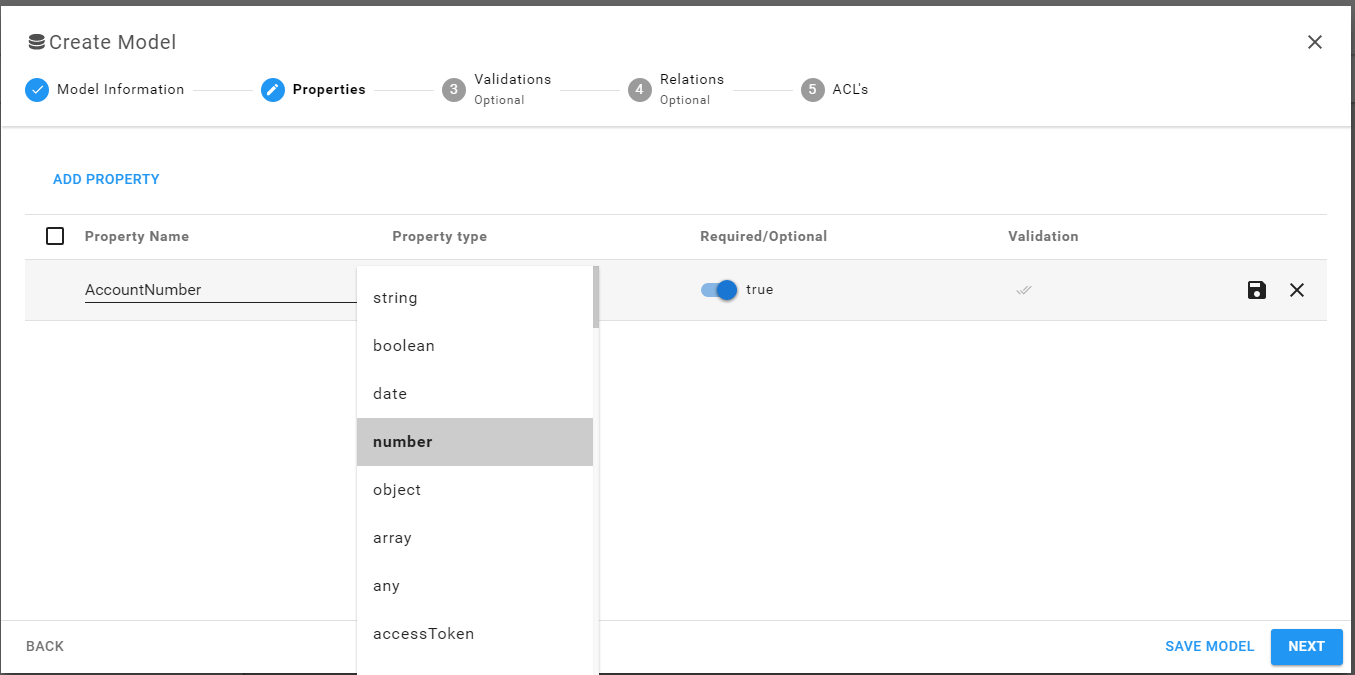 Create Model
Model Information
Properties
3 Validations
Optional
4 Relations
Optional
5 ACL's
ADD PROPERTY
Property Name Property type Required/Optional Validation
AccountNumber true
string
boolean
date
number
object
array
any
accessToken
BACK SAVE MODEL NEXT